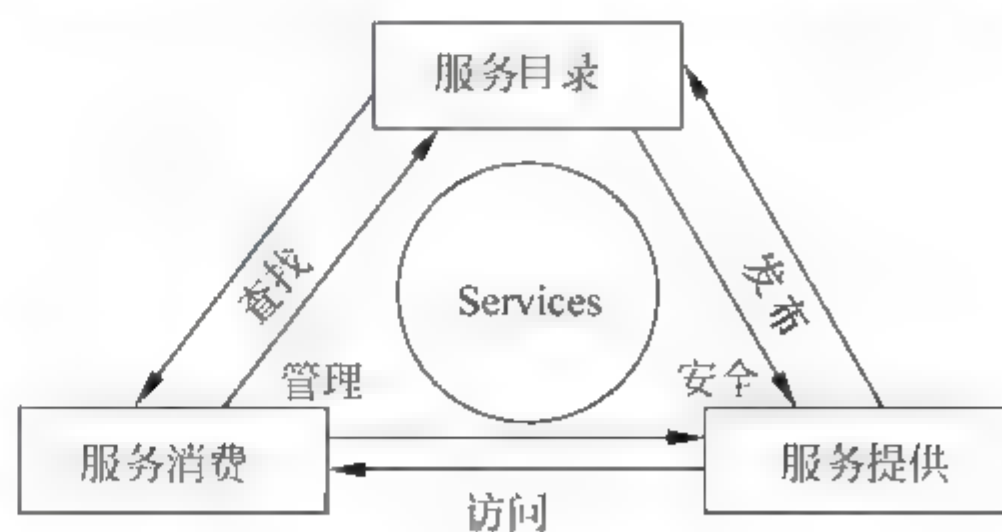 服务目录
查找
发布
Services
管理
安全
服务消费
服务提供
访问